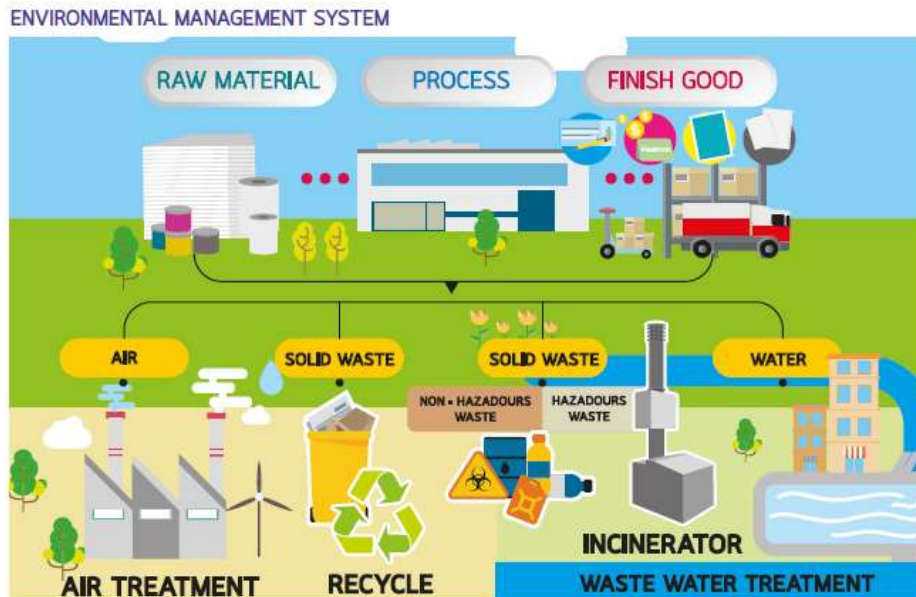 ENVIRONMENTAL MANAGEMENT SYSTEM
RAW MATERIAL
PROCESS
FINISH GOOD
AIR
SOLID WASTE
SOLID WASTE
WATER
NON - HAZADOURS
WASTE
HAZADOURS
WASTE
AIR TREATMENT
RECYCLE
INCINERATOR
WASTE WATER TREATMENT